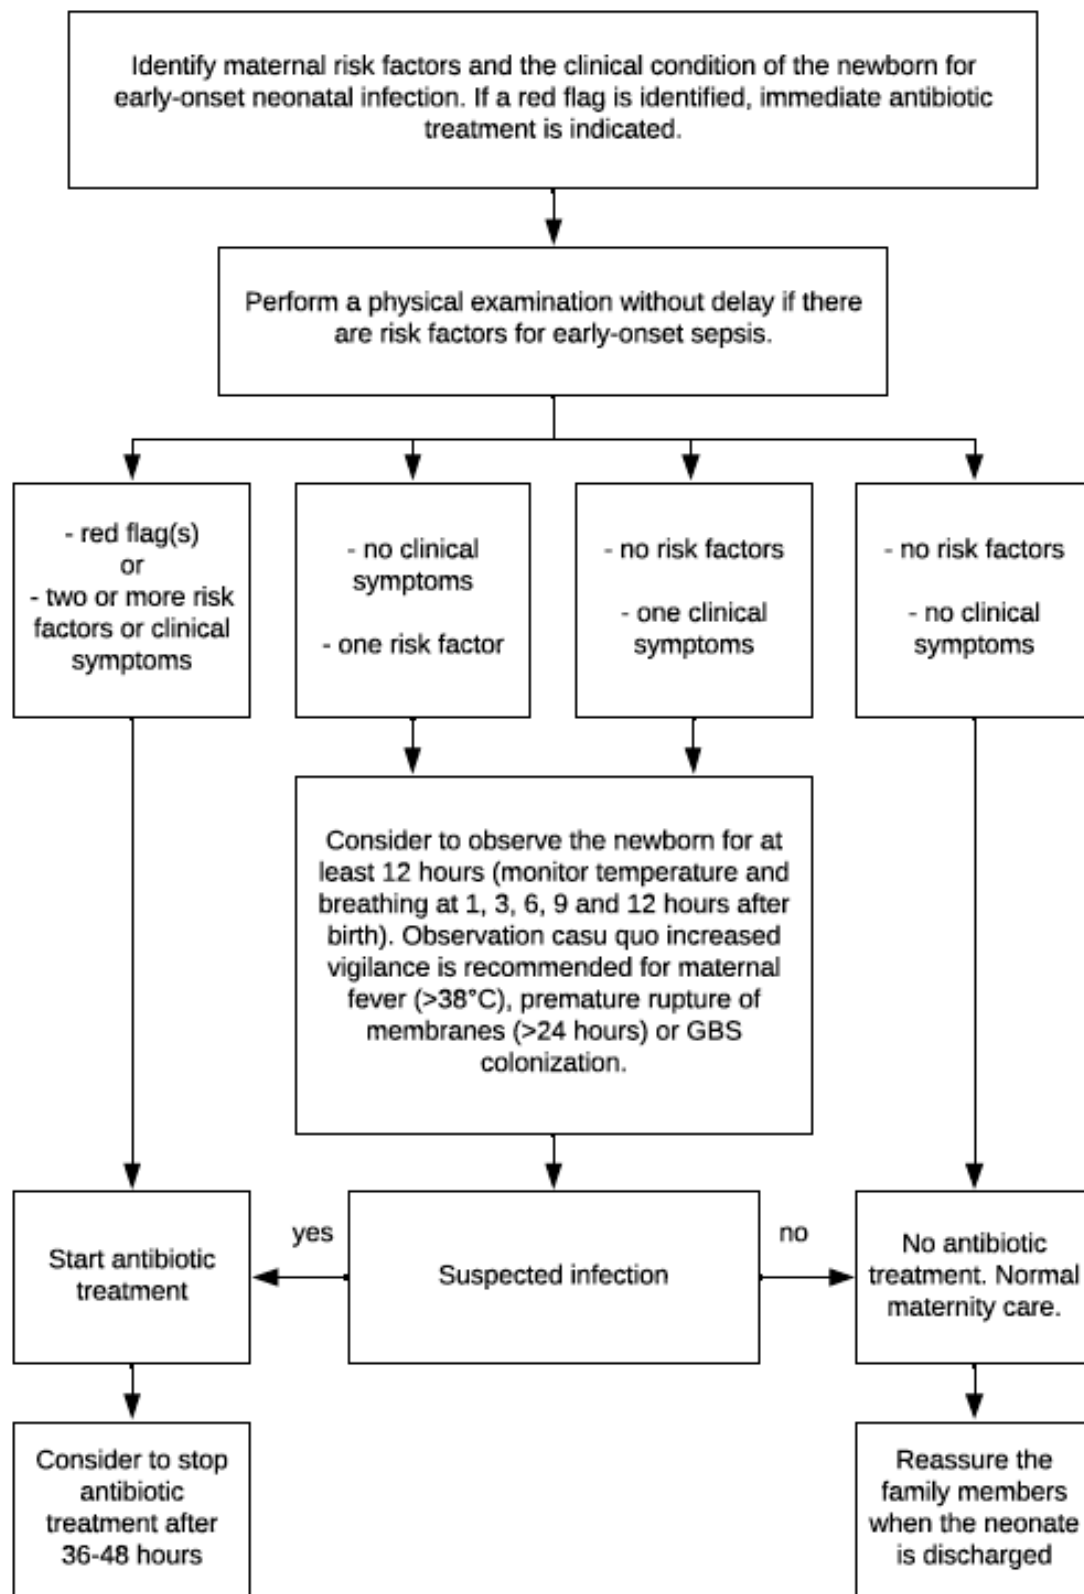 Identify maternal risk factors and the clinical condition of the newborn for
early-onset neonatal infection. If a red flag is identified, immediate antibiotic
treatment is indicated.
Perform a physical examination without delay if there
are risk factors for early-onset sepsis.
- red flag(s)
or
- two or more risk
factors or clinical
symptoms
- no clinical
symptoms
- one risk factor
- no risk factors
- one clinical
symptoms
- no risk factors
- no clinical
symptoms
Consider to observe the newborn for at
least 12 hours (monitor temperature and
breathing at 1, 3, 6, 9 and 12 hours after
birth). Observation casu quo increased
vigilance is recommended for maternal
fever (>38°C), premature rupture of
membranes (>24 hours) or GBS
colonization.
Start antibiotic
treatment
yes
Suspected infection
no
No antibiotic
treatment. Normal
maternity care.
Consider to stop
antibiotic
treatment after
36-48 hours
Reassure the
family members
when the neonate
is discharged